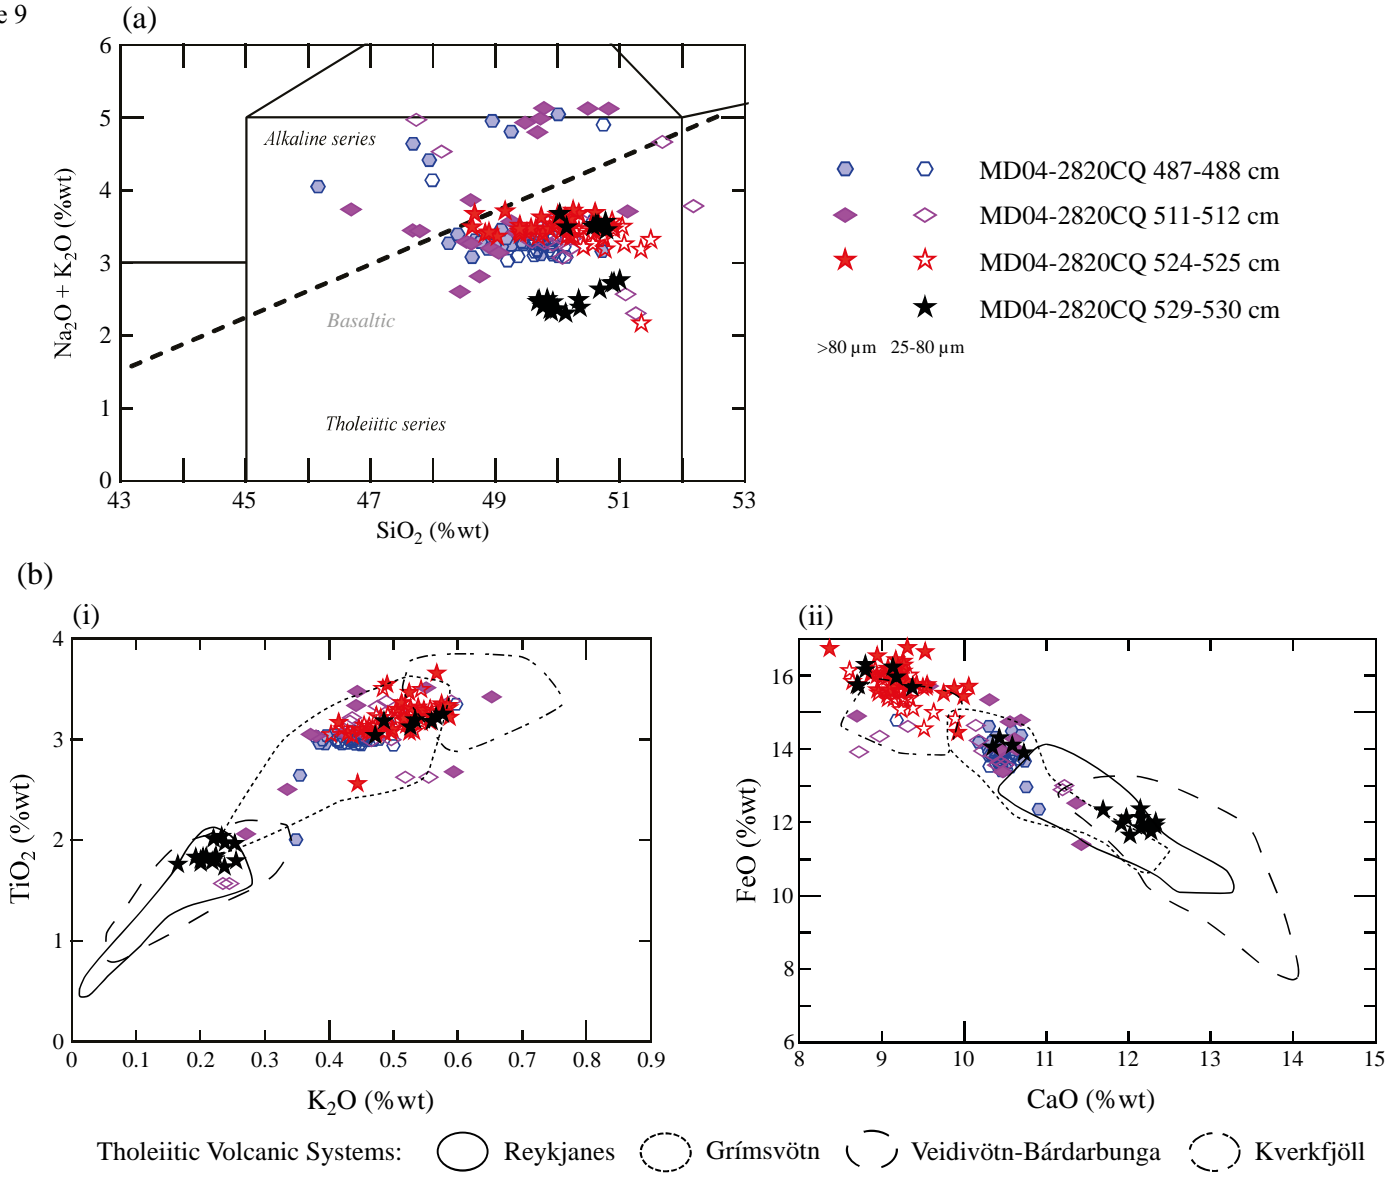 e 9
(a)
6
5
4
3
2
1
0
Na₂O + K₂O (%wt)
Alkaline series
Basaltic
Tholeiitic series
43 45 47 49 51 53
SiO₂ (%wt)
MD04-2820CQ 487-488 cm
MD04-2820CQ 511-512 cm
MD04-2820CQ 524-525 cm
MD04-2820CQ 529-530 cm
>80 µm 25-80 µm
(b)
(i)
4
3
2
1
0
TiO₂ (%wt)
0 0.1 0.2 0.3 0.4 0.5 0.6 0.7 0.8 0.9
K₂O (%wt)
(ii)
16
14
12
10
8
6
FeO (%wt)
8 9 10 11 12 13 14 15
CaO (%wt)
Tholeiitic Volcanic Systems: Reykjanes Grímsvötn Veidivötn-Bárdarbunga Kverkfjöll